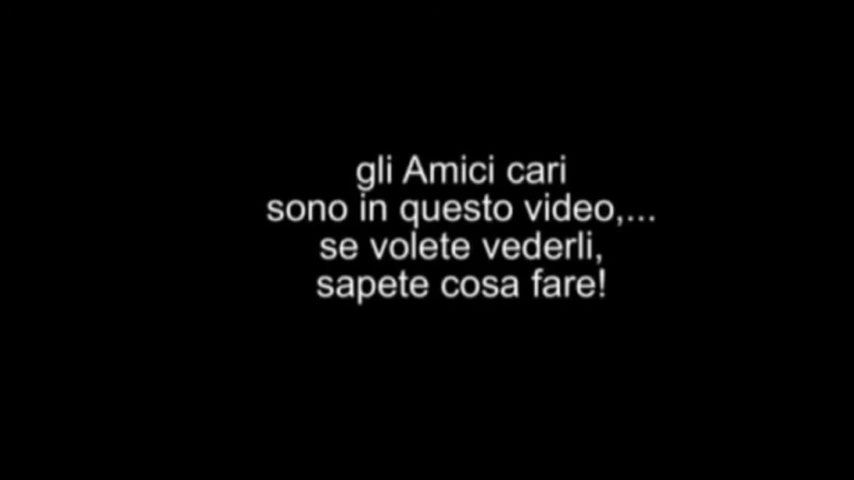 gli Amici cari
sono in questo video,...
se volete vederli,
sapete cosa fare!